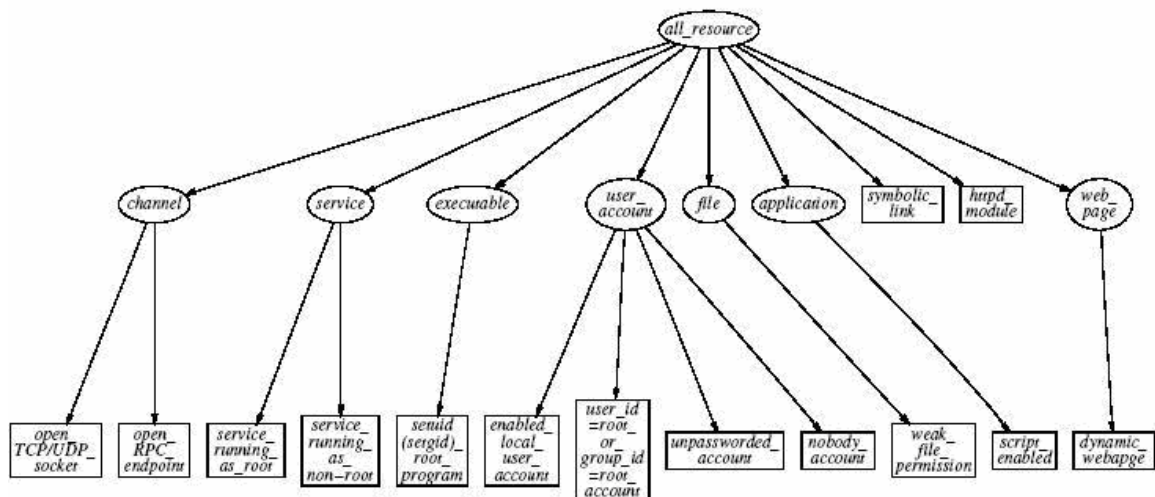 all_resource
channel
service
executable
user_
account
file
application
symbolic_
link
httpd_
module
web_
page
open_
TCP/UDP_
socket
open_
RPC_
endpoint
service_
running_
as_root
service_
running_
as_
non-root
setuid
(setgid)_
root_
program
enabled_
local_
user_
account
user_id
=root_
or_
group_id
=root_
account
unpassworded_
account
nobody_
account
weak_
file_
permission
script_
enabled
dynamic_
webapge